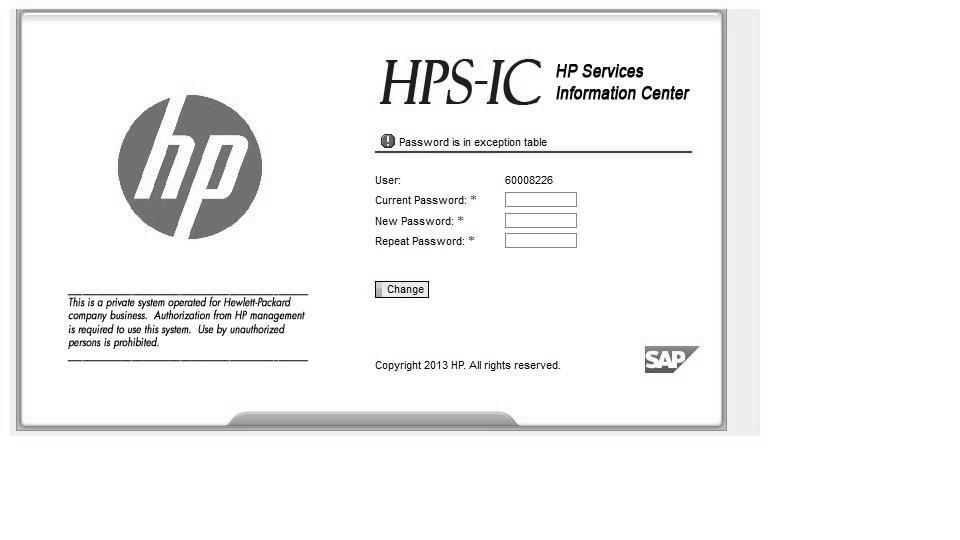 hp
This is a private system operated for Hewlett-Packard
company business. Authorization from HP management
is required to use this system. Use by unauthorized
persons is prohibited.
HPS-IC
HP Services
Information Center
Password is in exception table
User: 60008226
Current Password: *
New Password: *
Repeat Password: *
Change
Copyright 2013 HP. All rights reserved.
SAP